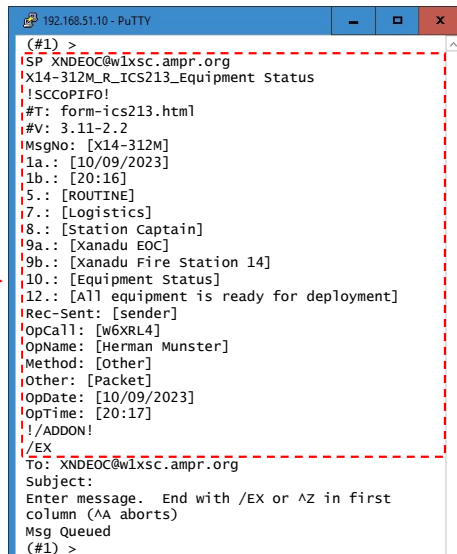 192.168.51.10 - PuTTY
(#1) >
SP XNDEOC@w1xsc.ampr.org
X14-312M_R_ICS213_Equipment Status
!SCCoPIFO!
#T: form-ics213.html
#V: 3.11-2.2
MsgNo: [X14-312M]
1a.: [10/09/2023]
1b.: [20:16]
5.: [ROUTINE]
7.: [Logistics]
8.: [Station Captain]
9a.: [Xanadu EOC]
9b.: [Xanadu Fire Station 14]
10.: [Equipment Status]
12.: [All equipment is ready for deployment]
Rec-Sent: [sender]
OpCall: [W6XRL4]
OpName: [Herman Munster]
Method: [Other]
Other: [Packet]
OpDate: [10/09/2023]
OpTime: [20:17]
!/ADDON!
/EX
To: XNDEOC@w1xsc.ampr.org
Subject:
Enter message.  End with /EX or ^Z in first
column (^A aborts)
Msg Queued
(#1) >